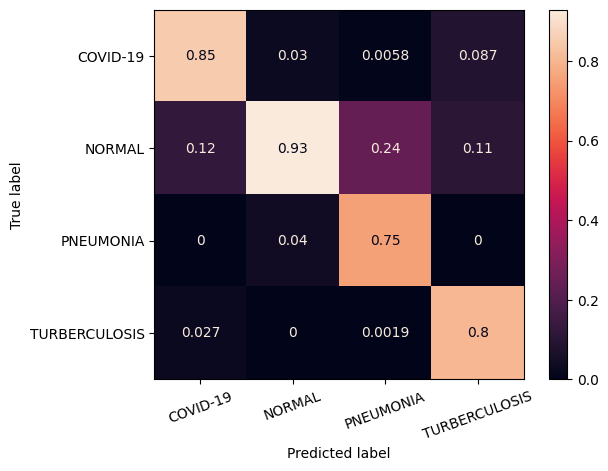 COVID-19 0.85 0.03 0.0058 0.087
NORMAL 0.12 0.93 0.24 0.11
PNEUMONIA 0 0.04 0.75 0
TURBERCULOSIS 0.027 0 0.0019 0.8
COVID-19 NORMAL PNEUMONIA TURBERCULOSIS
Predicted label
True label
0.8
0.6
0.4
0.2
0.0